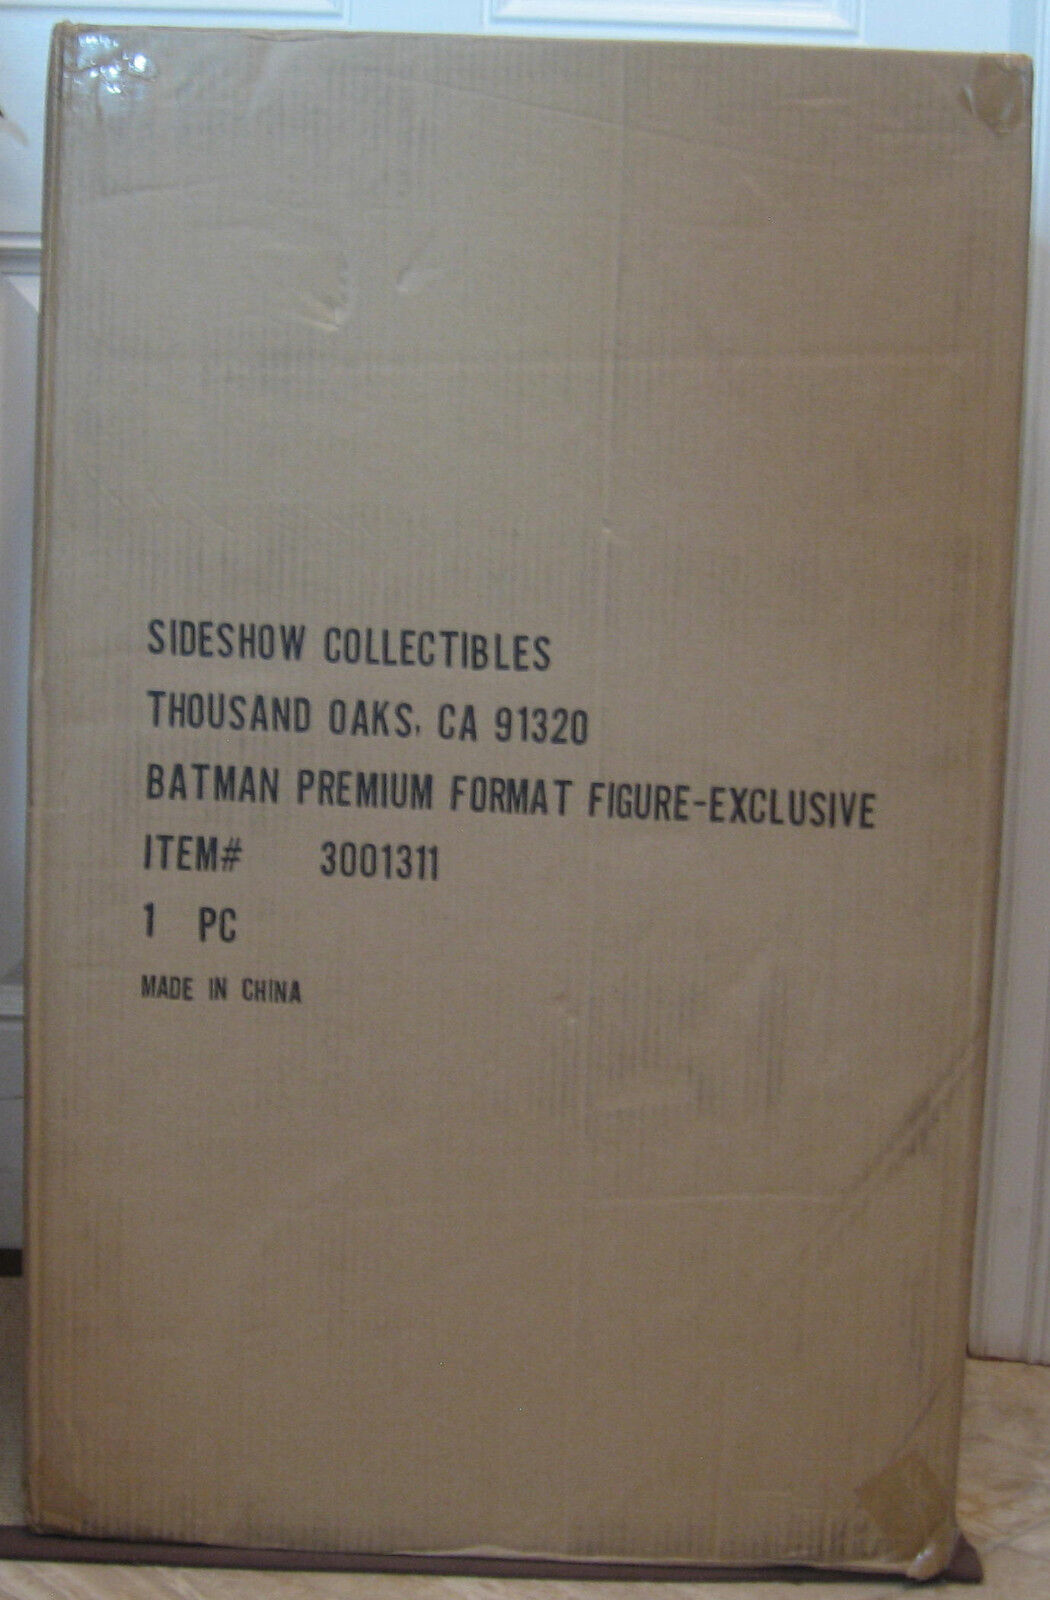 SIDESHOW COLLECTIBLES
THOUSAND OAKS, CA 91320
BATMAN PREMIUM FORMAT FIGURE-EXCLUSIVE
ITEM# 3001311
1 PC
MADE IN CHINA